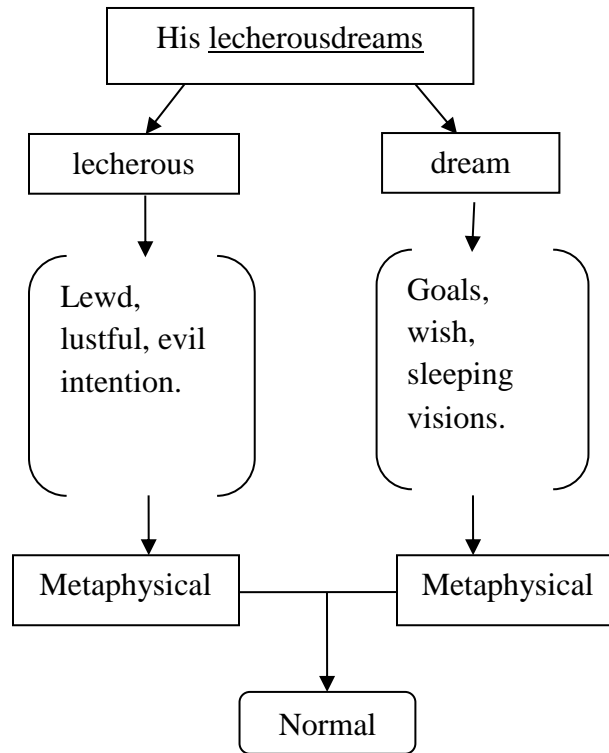 His lecherousdreams
lecherous
dream
Lewd,
lustful, evil
intention.
Goals,
wish,
sleeping
visions.
Metaphysical
Metaphysical
Normal